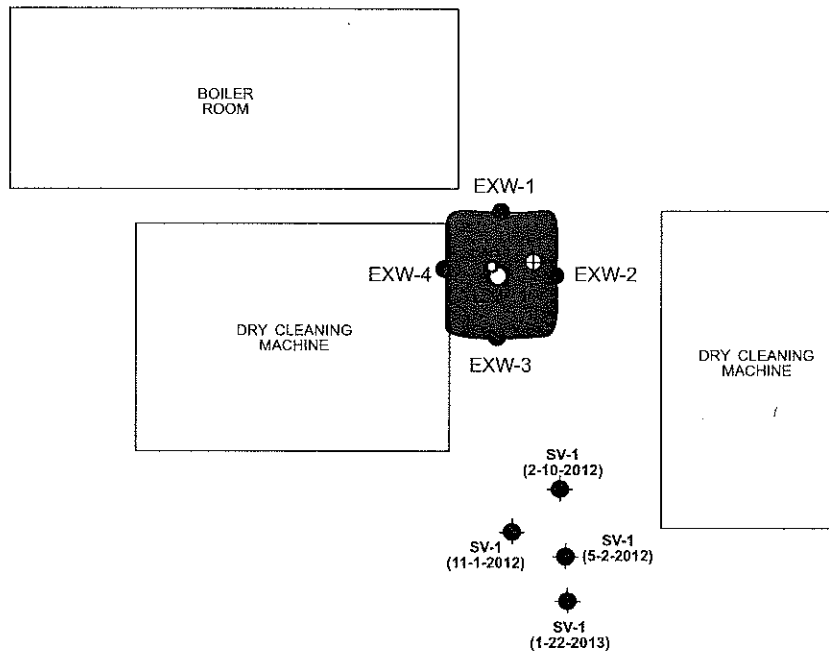 BOILER
ROOM
EXW-1
EXW-4
EXW-2
EXW-3
DRY CLEANING
MACHINE
DRY CLEANING
MACHINE
SV-1
(2-10-2012)
SV-1
(11-1-2012)
SV-1
(5-2-2012)
SV-1
(1-22-2013)